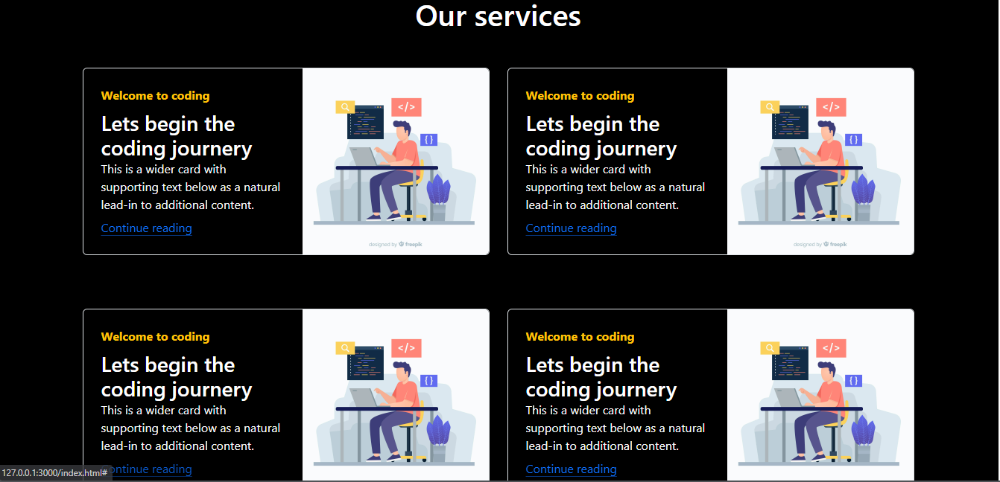 Our services
Welcome to coding
Lets begin the
coding journery
This is a wider card with
supporting text below as a natural
lead-in to additional content.
Continue reading
</>
{ }
designed by freepik
Welcome to coding
Lets begin the
coding journery
This is a wider card with
supporting text below as a natural
lead-in to additional content.
Continue reading
</>
{ }
designed by freepik
Welcome to coding
Lets begin the
coding journery
This is a wider card with
supporting text below as a natural
lead-in to additional content.
ontinue reading
</>
{ }
Welcome to coding
Lets begin the
coding journery
This is a wider card with
supporting text below as a natural
lead-in to additional content.
Continue reading
</>
{ }
127.0.0.1:3000/index.html#